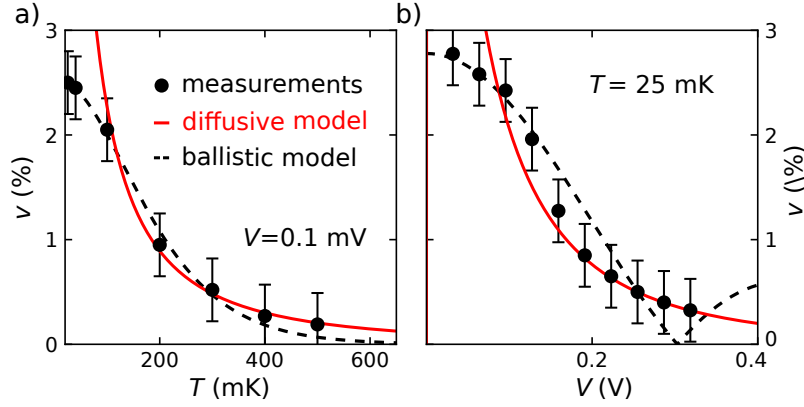 a)
3
2
1
0
v (%)
measurements
diffusive model
ballistic model
V=0.1 mV
200
400
600
T (mK)
b)
T = 25 mK
0.2
0.4
V (V)
3
2
1
0
v (\%)